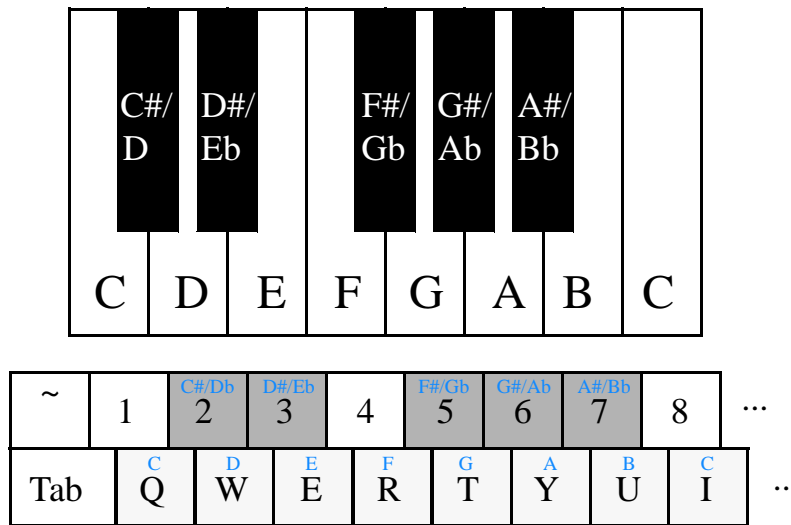 C#/ D#/ F#/ G#/ A#/
D Eb Gb Ab Bb
C D E F G A B C
C#/Db D#/Eb F#/Gb G#/Ab A#/Bb
~ 1 2 3 4 5 6 7 8 ...
C D E F G A B C
Tab Q W E R T Y U I ..